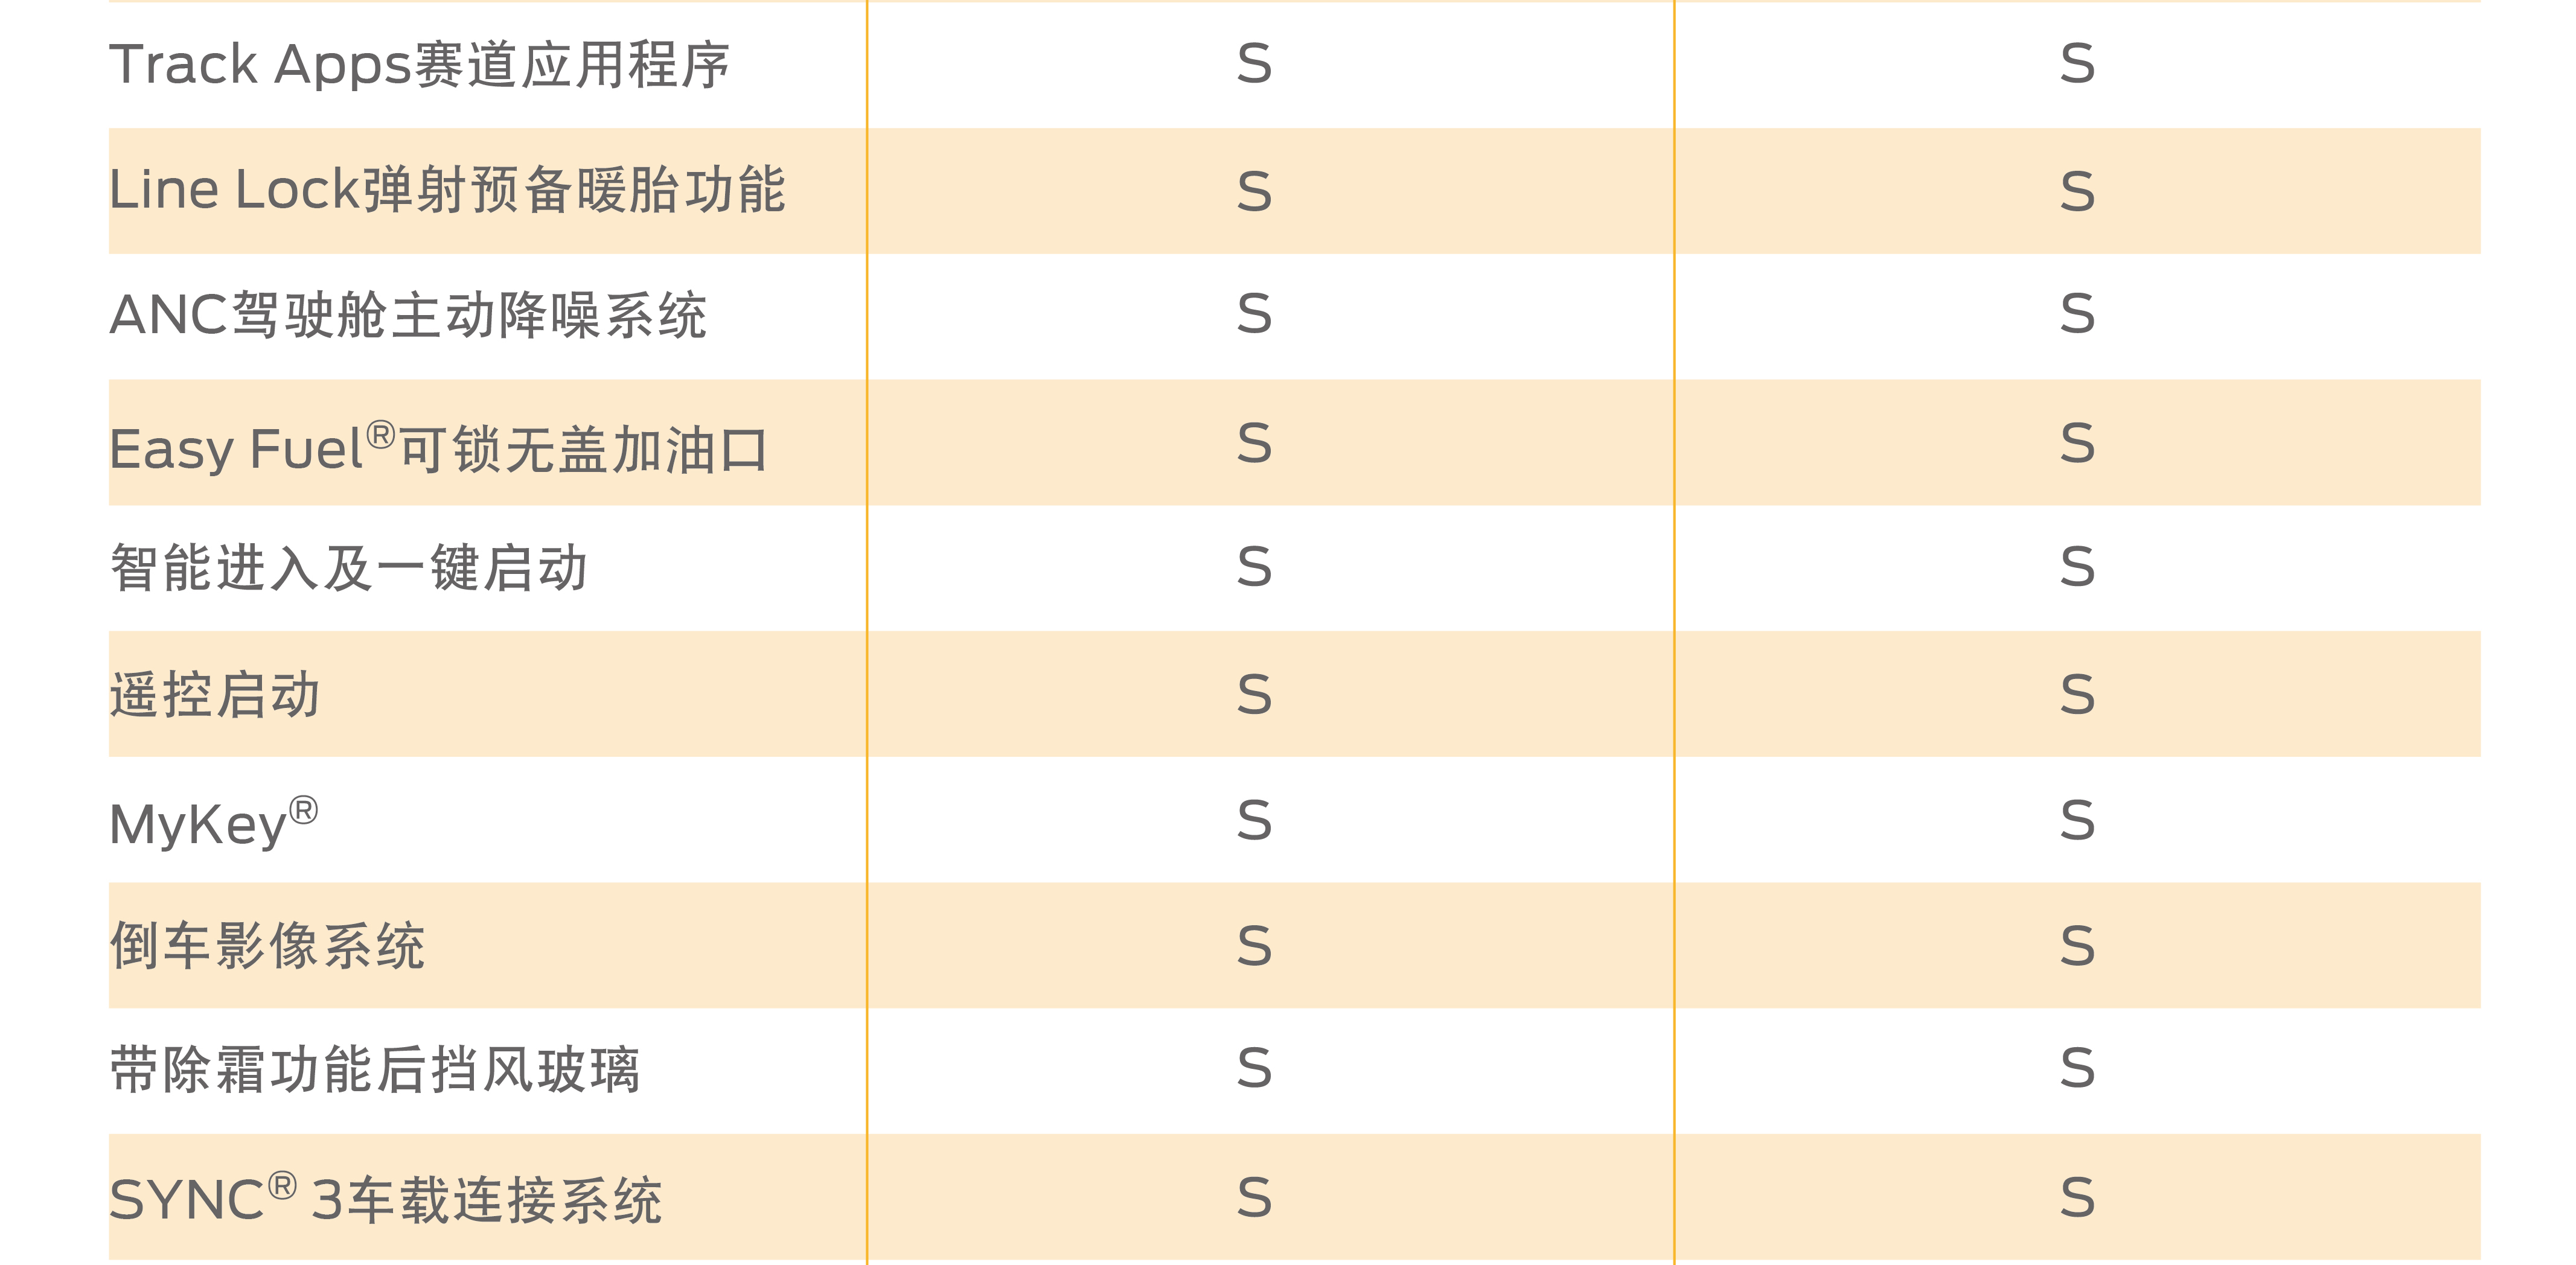 Track Apps赛道应用程序 S S
Line Lock弹射预备暖胎功能 S S
ANC驾驶舱主动降噪系统 S S
Easy Fuel®可锁无盖加油口 S S
智能进入及一键启动 S S
遥控启动 S S
MyKey® S S
倒车影像系统 S S
带除霜功能后挡风玻璃 S S
SYNC® 3车载连接系统 S S